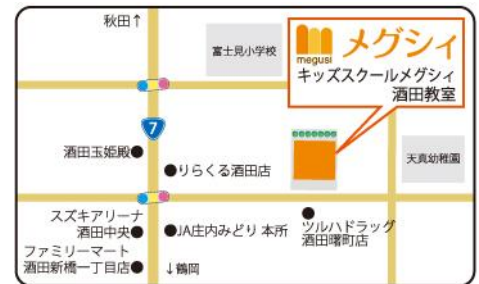 秋田↑
富士見小学校
megusi
メグシィ
キッズスクールメグシィ
酒田教室
7
酒田玉姫殿●
●りらくる酒田店
天真幼稚園
スズキアリーナ
酒田中央●
●JA庄内みどり 本所
●
ツルハドラッグ
酒田曙町店
ファミリーマート
酒田新橋一丁目店●
↓鶴岡